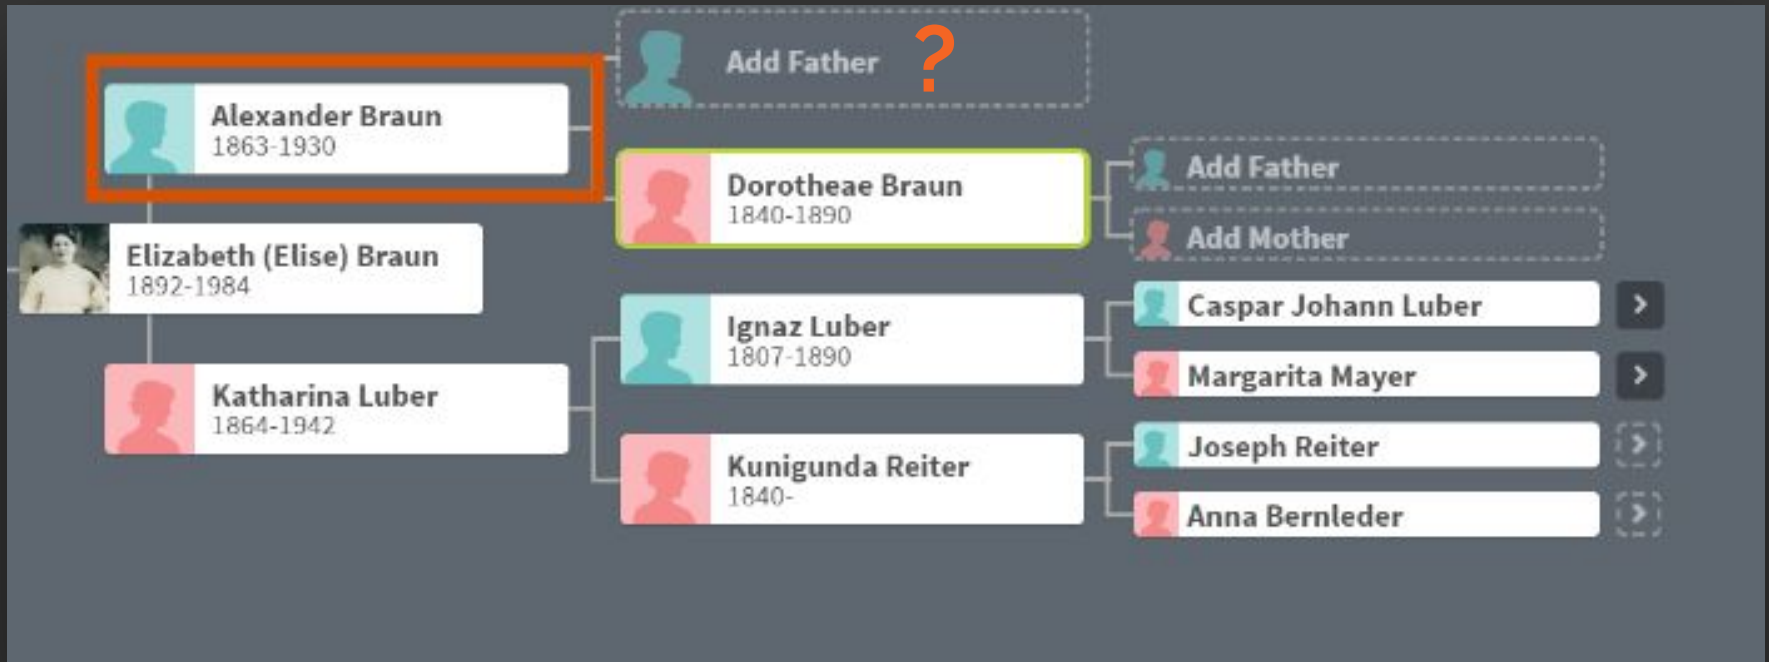 Add Father ?
Alexander Braun
1863-1930
Dorotheae Braun
1840-1890
Add Father
Add Mother
Elizabeth (Elise) Braun
1892-1984
Ignaz Luber
1807-1890
Caspar Johann Luber
Margarita Mayer
Katharina Luber
1864-1942
Kunigunda Reiter
1840-
Joseph Reiter
Anna Bernleder